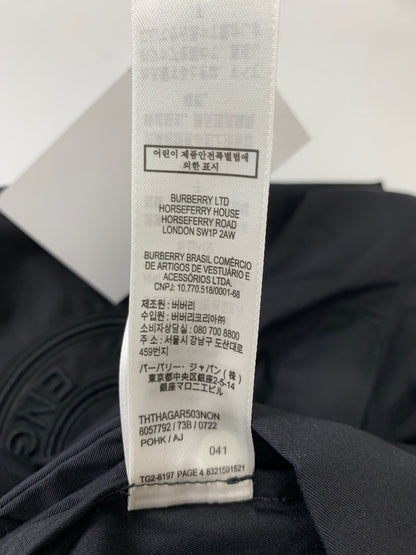 어린이 제품안전특별법에
의한 표시
BURBERRY LTD
HORSEFERRY HOUSE
HORSEFERRY ROAD
LONDON SW1P 2AW
BURBERRY BRASIL COMÉRCIO
DE ARTIGOS DE VESTUÁRIO E
ACESSÓRIOS LTDA.
CNPJ: 10.770.518/0001-68
제조원 : 버버리
수입원 : 버버리코리아㈜
소비자상담실 : 080 700 8800
주소 : 서울시 강남구 도산대로
459번지
バーバリー・ジャパン(株)
東京都中央区銀座2-5-14
銀座マロニエビル
THTHAGAR503NON
8057792 / 73B / 0722
POHK / AJ
041
TG2-6197 PAGE 4 8321591521
ENG